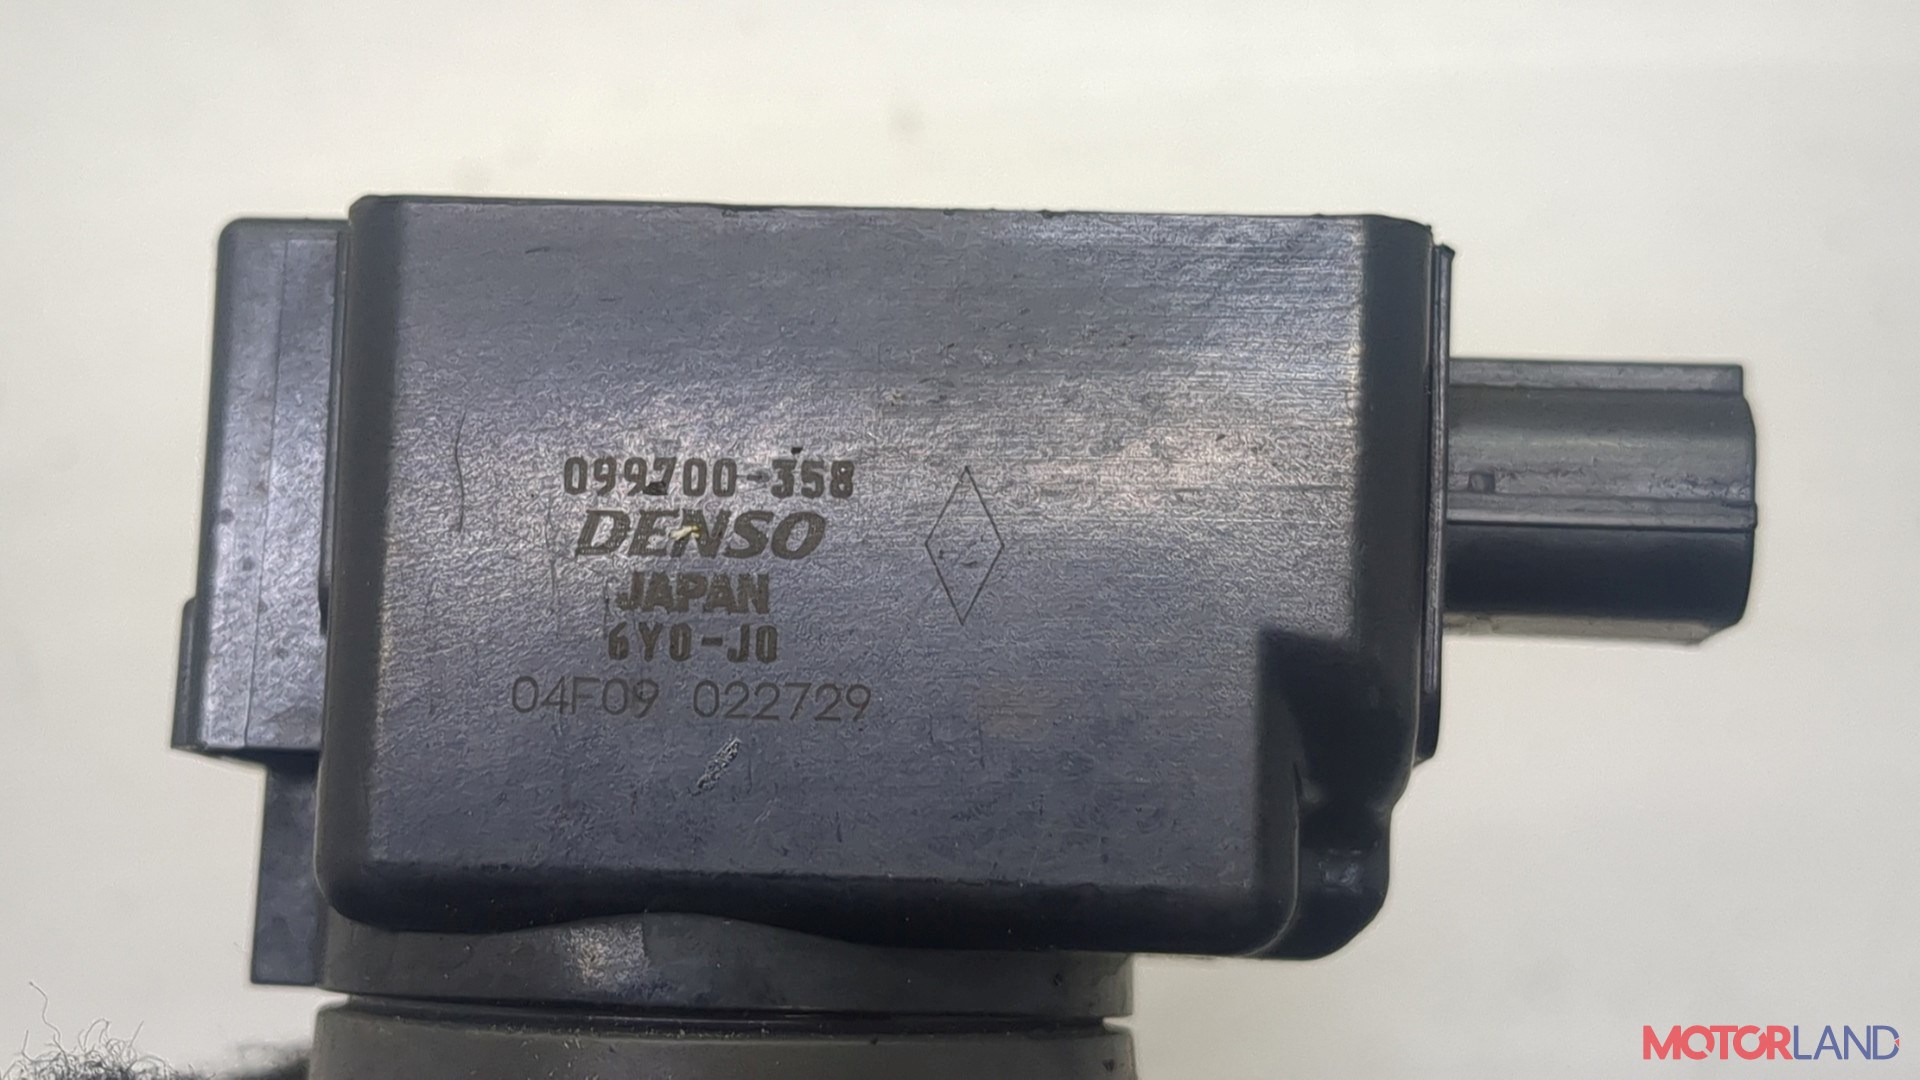 099700-358
DENSO
JAPAN
6Y0-J0
04F09 022729
MOTORLAND